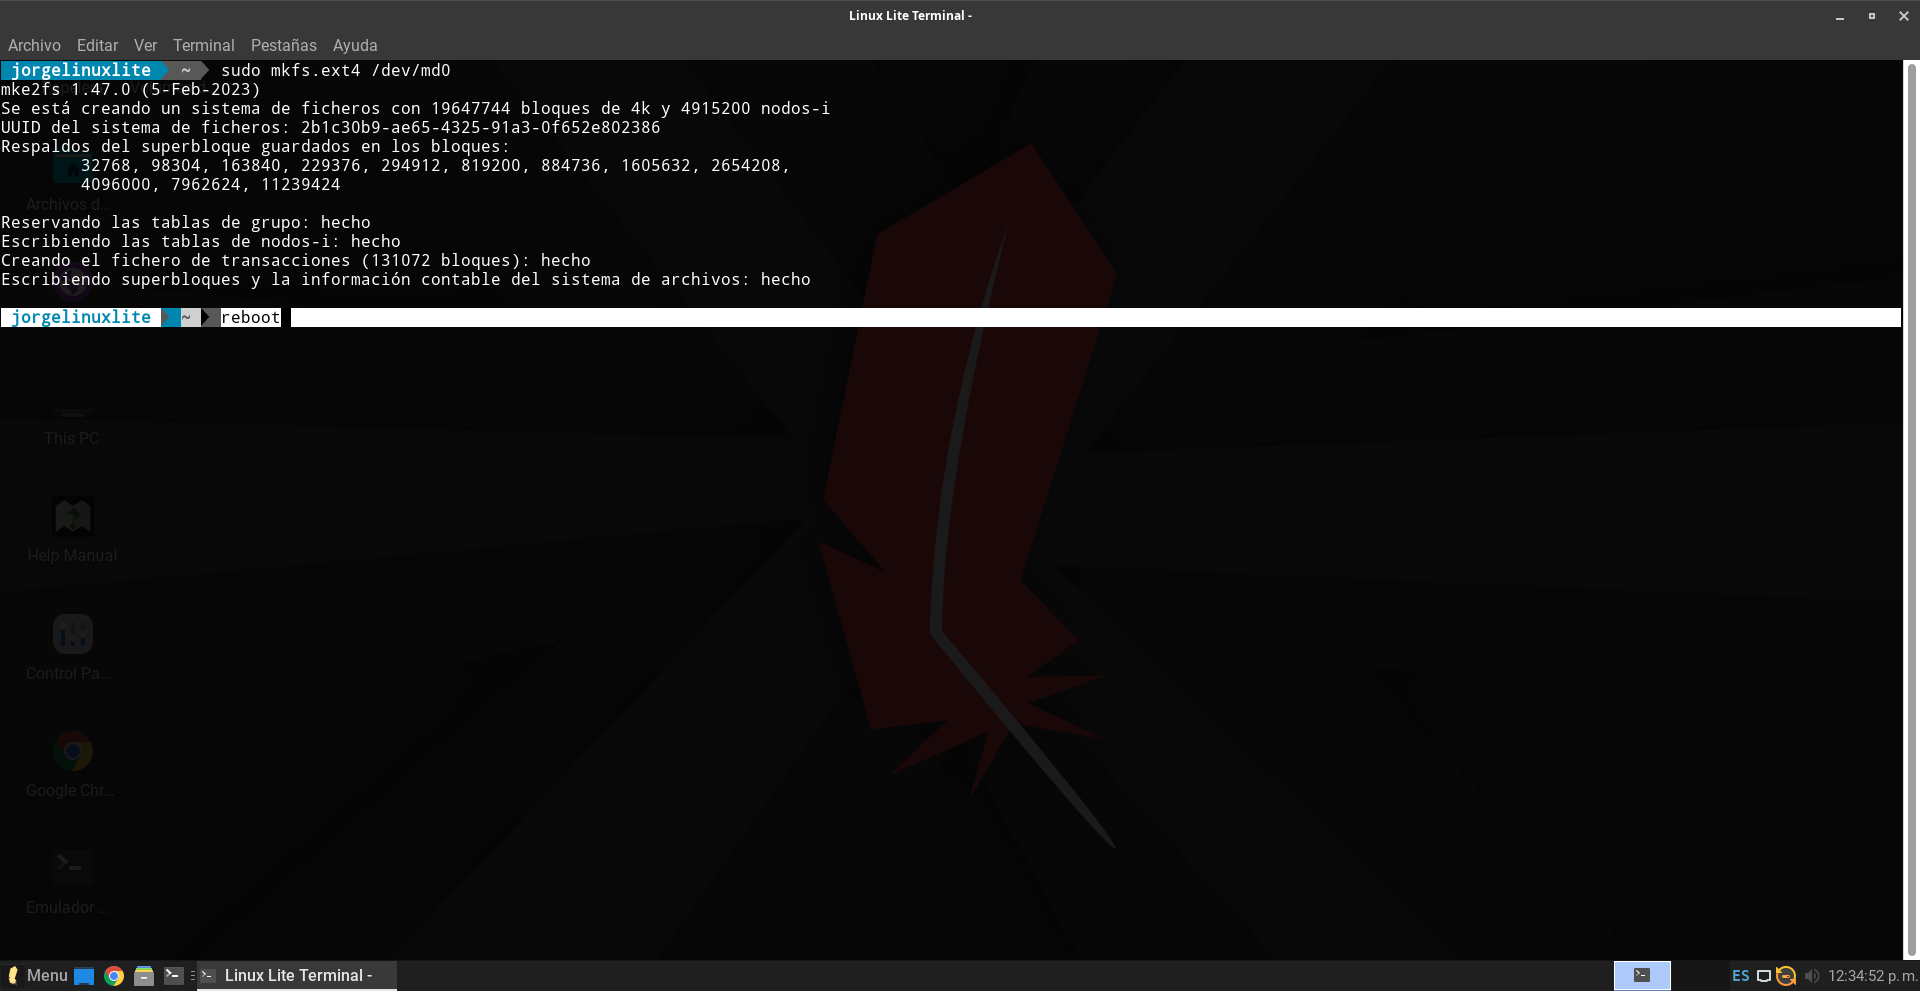 Linux Lite Terminal -
Archivo Editar Ver Terminal Pestañas Ayuda
jorgelinuxlite ~ sudo mkfs.ext4 /dev/md0
mke2fs 1.47.0 (5-Feb-2023)
Se está creando un sistema de ficheros con 19647744 bloques de 4k y 4915200 nodos-i
UUID del sistema de ficheros: 2b1c30b9-ae65-4325-91a3-0f652e802386
Respaldos del superbloque guardados en los bloques:
32768, 98304, 163840, 229376, 294912, 819200, 884736, 1605632, 2654208,
4096000, 7962624, 11239424
Archivos d...
Reservando las tablas de grupo: hecho
Escribiendo las tablas de nodos-i: hecho
Creando el fichero de transacciones (131072 bloques): hecho
Escribiendo superbloques y la información contable del sistema de archivos: hecho
jorgelinuxlite ~ reboot
This PC
Help Manual
Control Pa...
Google Chr...
Emulador ...
Menu Linux Lite Terminal - ES 12:34:52 p. m.